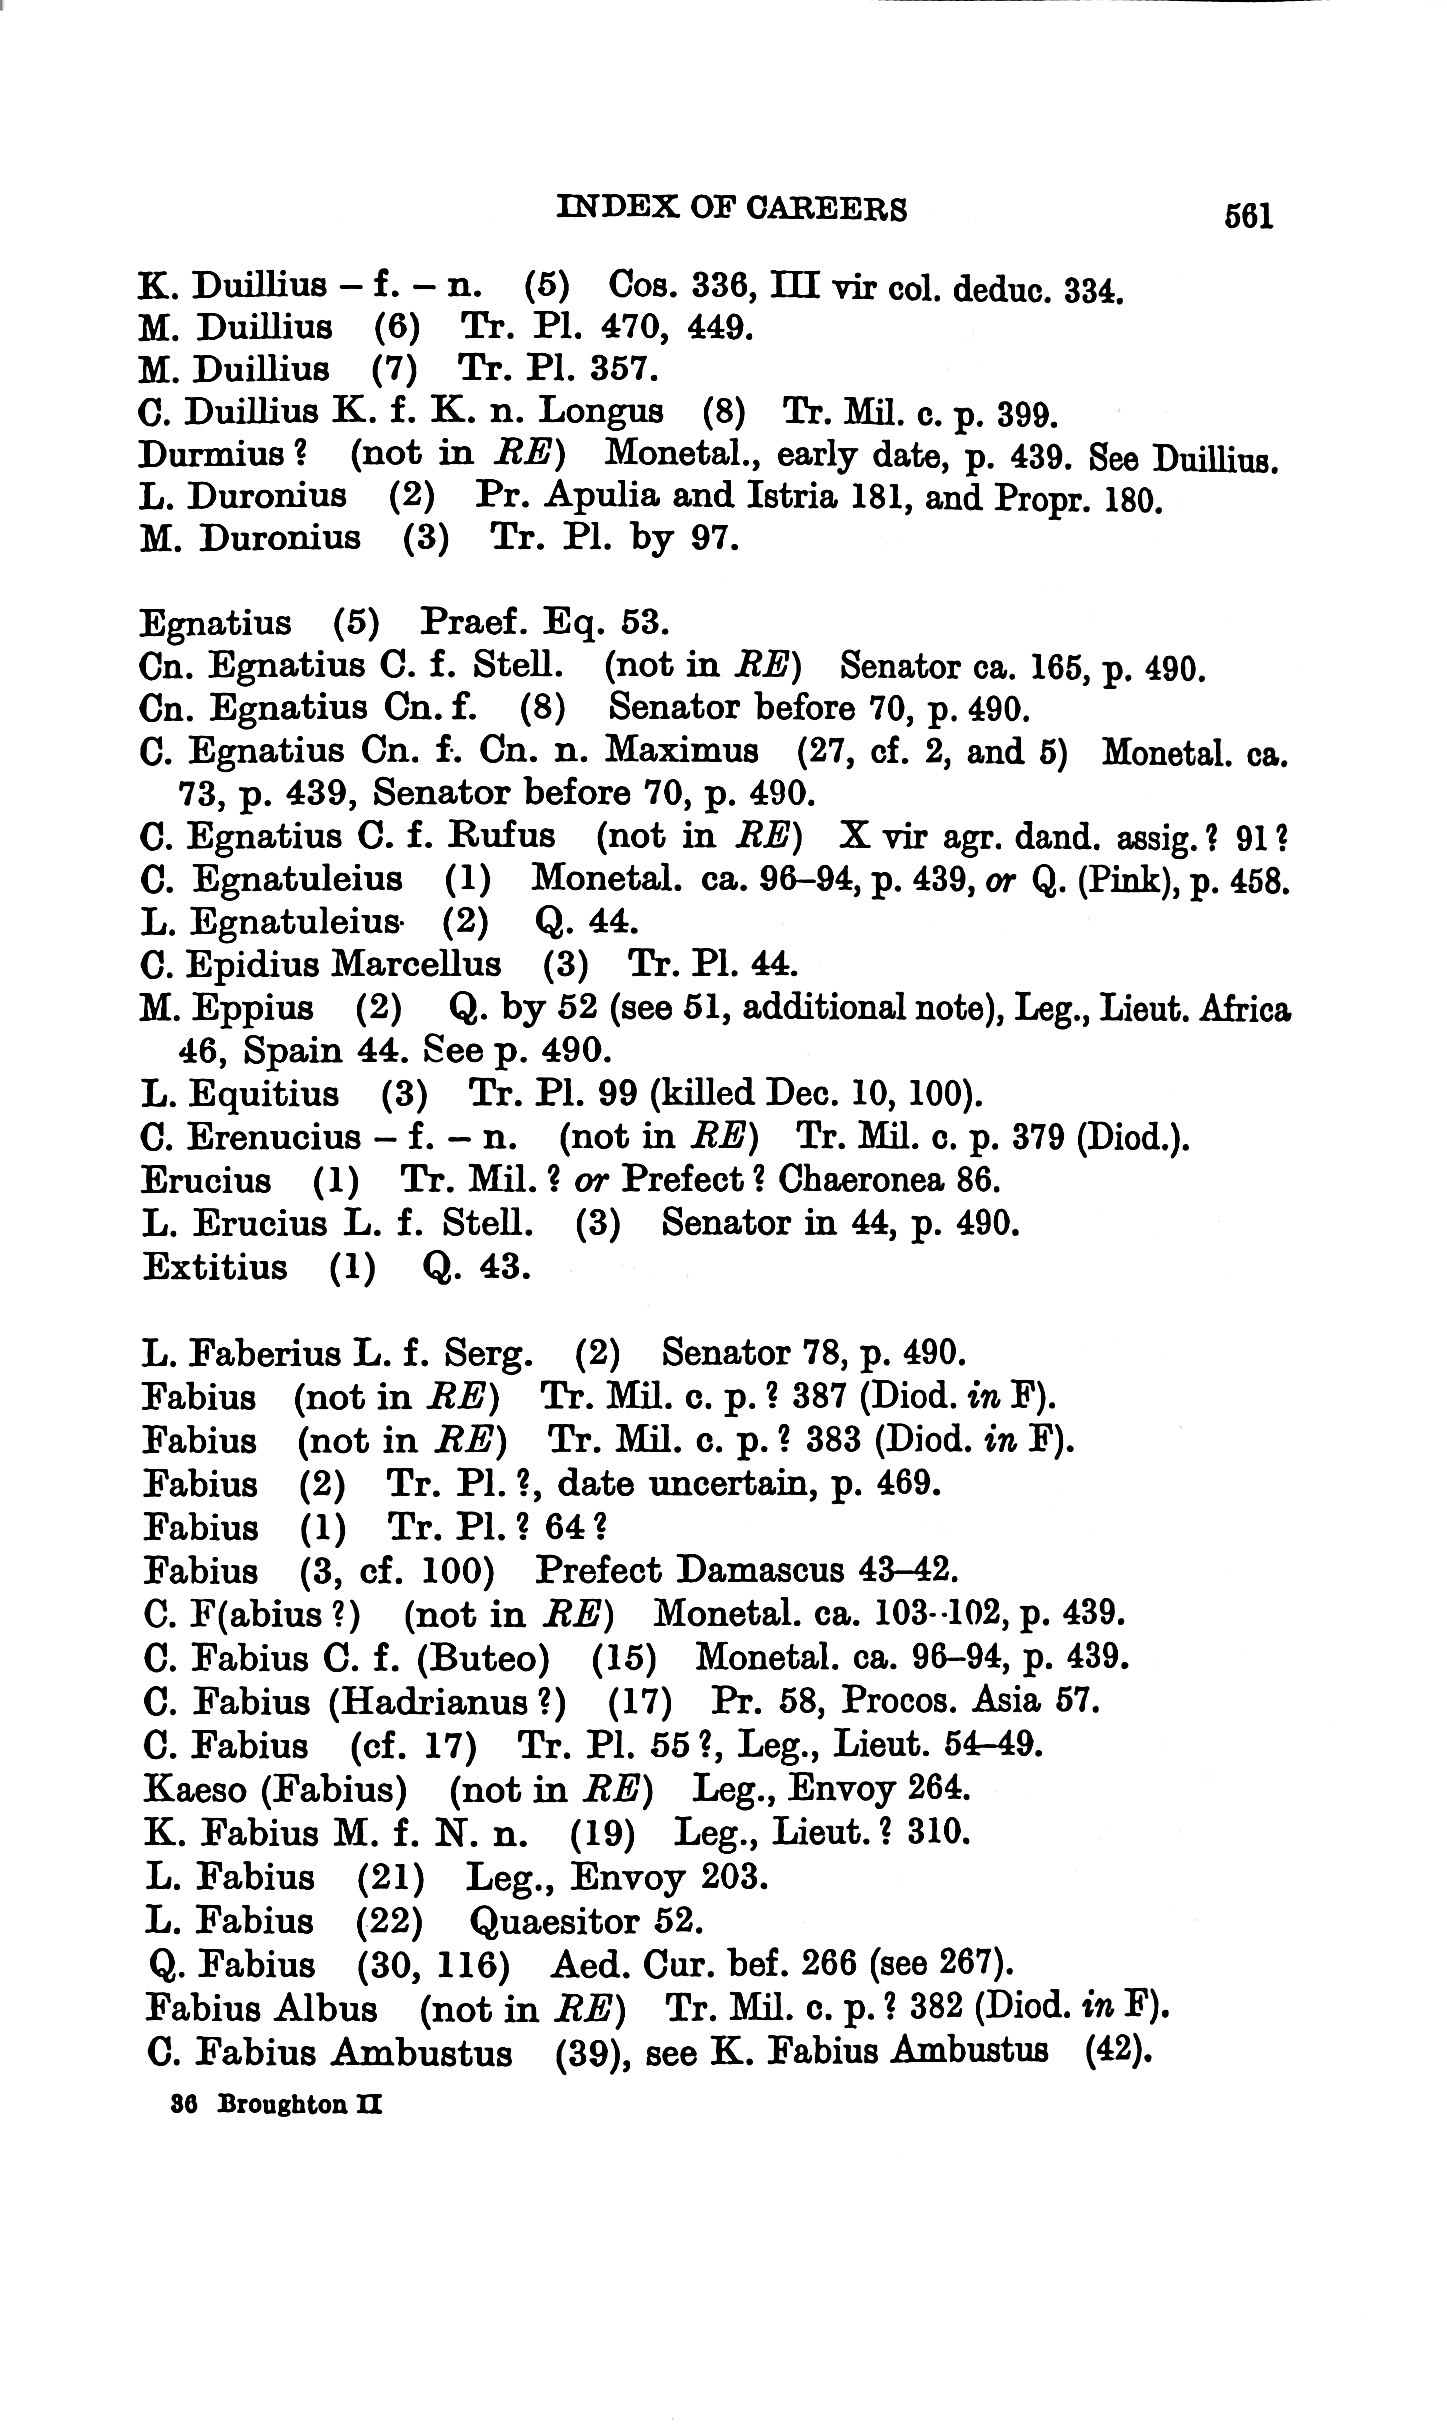 INDEX OF CAREERS 561
K. Duillius – f. – n. (5) Cos. 336, III vir col. deduc. 334.
M. Duillius (6) Tr. Pl. 470, 449.
M. Duillius (7) Tr. Pl. 357.
C. Duillius K. f. K. n. Longus (8) Tr. Mil. c. p. 399.
Durmius ? (not in RE) Monetal., early date, p. 439. See Duillius.
L. Duronius (2) Pr. Apulia and Istria 181, and Propr. 180.
M. Duronius (3) Tr. Pl. by 97.
Egnatius (5) Praef. Eq. 53.
Cn. Egnatius C. f. Stell. (not in RE) Senator ca. 165, p. 490.
Cn. Egnatius Cn. f. (8) Senator before 70, p. 490.
C. Egnatius Cn. f. Cn. n. Maximus (27, cf. 2, and 5) Monetal. ca.
73, p. 439, Senator before 70, p. 490.
C. Egnatius C. f. Rufus (not in RE) X vir agr. dand. assig. ? 91 ?
C. Egnatuleius (1) Monetal. ca. 96–94, p. 439, or Q. (Pink), p. 458.
L. Egnatuleius (2) Q. 44.
C. Epidius Marcellus (3) Tr. Pl. 44.
M. Eppius (2) Q. by 52 (see 51, additional note), Leg., Lieut. Africa
46, Spain 44. See p. 490.
L. Equitius (3) Tr. Pl. 99 (killed Dec. 10, 100).
C. Erenucius – f. – n. (not in RE) Tr. Mil. c. p. 379 (Diod.).
Erucius (1) Tr. Mil. ? or Prefect ? Chaeronea 86.
L. Erucius L. f. Stell. (3) Senator in 44, p. 490.
Extitius (1) Q. 43.
L. Faberius L. f. Serg. (2) Senator 78, p. 490.
Fabius (not in RE) Tr. Mil. c. p. ? 387 (Diod. in F).
Fabius (not in RE) Tr. Mil. c. p. ? 383 (Diod. in F).
Fabius (2) Tr. Pl. ?, date uncertain, p. 469.
Fabius (1) Tr. Pl. ? 64 ?
Fabius (3, cf. 100) Prefect Damascus 43–42.
C. F(abius ?) (not in RE) Monetal. ca. 103–102, p. 439.
C. Fabius C. f. (Buteo) (15) Monetal. ca. 96–94, p. 439.
C. Fabius (Hadrianus ?) (17) Pr. 58, Procos. Asia 57.
C. Fabius (cf. 17) Tr. Pl. 55 ?, Leg., Lieut. 54–49.
Kaeso (Fabius) (not in RE) Leg., Envoy 264.
K. Fabius M. f. N. n. (19) Leg., Lieut. ? 310.
L. Fabius (21) Leg., Envoy 203.
L. Fabius (22) Quaesitor 52.
Q. Fabius (30, 116) Aed. Cur. bef. 266 (see 267).
Fabius Albus (not in RE) Tr. Mil. c. p. ? 382 (Diod. in F).
C. Fabius Ambustus (39), see K. Fabius Ambustus (42).
36 Broughton II